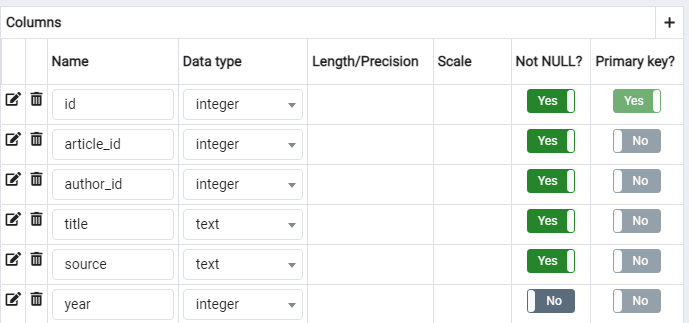 Columns +
Name Data type Length/Precision Scale Not NULL? Primary key?
id integer Yes Yes
article_id integer Yes No
author_id integer Yes No
title text Yes No
source text Yes No
year integer No No